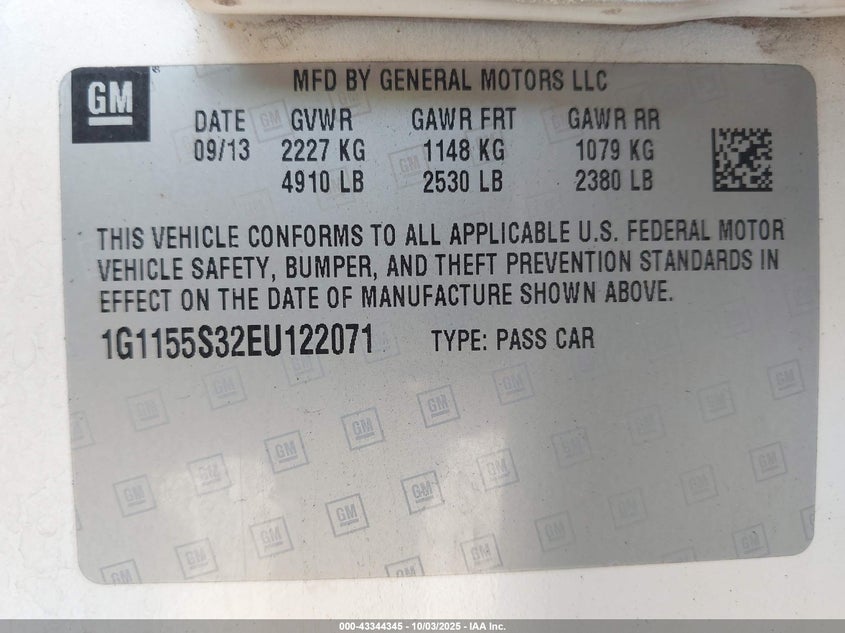 GM
MFD BY GENERAL MOTORS LLC
DATE GVWR GAWR FRT GAWR RR
09/13 2227 KG 1148 KG 1079 KG
4910 LB 2530 LB 2380 LB
THIS VEHICLE CONFORMS TO ALL APPLICABLE U.S. FEDERAL MOTOR
VEHICLE SAFETY, BUMPER, AND THEFT PREVENTION STANDARDS IN
EFFECT ON THE DATE OF MANUFACTURE SHOWN ABOVE.
1G1155S32EU122071 TYPE: PASS CAR
000-43344345 | 10/03/2025 | IAA Inc.